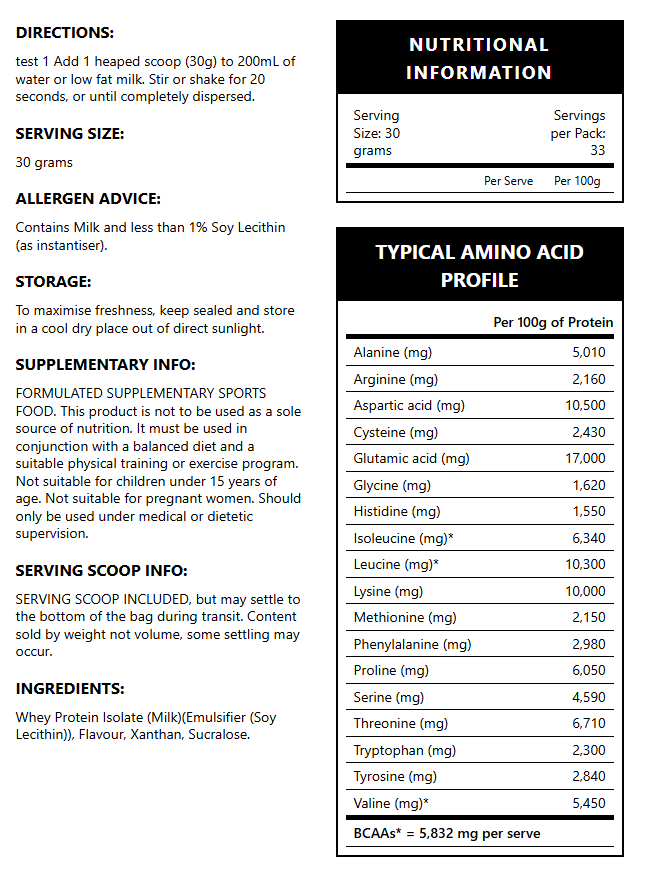 DIRECTIONS:
test 1 Add 1 heaped scoop (30g) to 200mL of
water or low fat milk. Stir or shake for 20
seconds, or until completely dispersed.
SERVING SIZE:
30 grams
ALLERGEN ADVICE:
Contains Milk and less than 1% Soy Lecithin
(as instantiser).
STORAGE:
To maximise freshness, keep sealed and store
in a cool dry place out of direct sunlight.
SUPPLEMENTARY INFO:
FORMULATED SUPPLEMENTARY SPORTS
FOOD. This product is not to be used as a sole
source of nutrition. It must be used in
conjunction with a balanced diet and a
suitable physical training or exercise program.
Not suitable for children under 15 years of
age. Not suitable for pregnant women. Should
only be used under medical or dietetic
supervision.
SERVING SCOOP INFO:
SERVING SCOOP INCLUDED, but may settle to
the bottom of the bag during transit. Content
sold by weight not volume, some settling may
occur.
INGREDIENTS:
Whey Protein Isolate (Milk)(Emulsifier (Soy
Lecithin)), Flavour, Xanthan, Sucralose.
NUTRITIONAL
INFORMATION
Serving
Size: 30
grams
Servings
per Pack:
33
Per Serve Per 100g
TYPICAL AMINO ACID
PROFILE
Per 100g of Protein
Alanine (mg) 5,010
Arginine (mg) 2,160
Aspartic acid (mg) 10,500
Cysteine (mg) 2,430
Glutamic acid (mg) 17,000
Glycine (mg) 1,620
Histidine (mg) 1,550
Isoleucine (mg)* 6,340
Leucine (mg)* 10,300
Lysine (mg) 10,000
Methionine (mg) 2,150
Phenylalanine (mg) 2,980
Proline (mg) 6,050
Serine (mg) 4,590
Threonine (mg) 6,710
Tryptophan (mg) 2,300
Tyrosine (mg) 2,840
Valine (mg)* 5,450
BCAAs* = 5,832 mg per serve